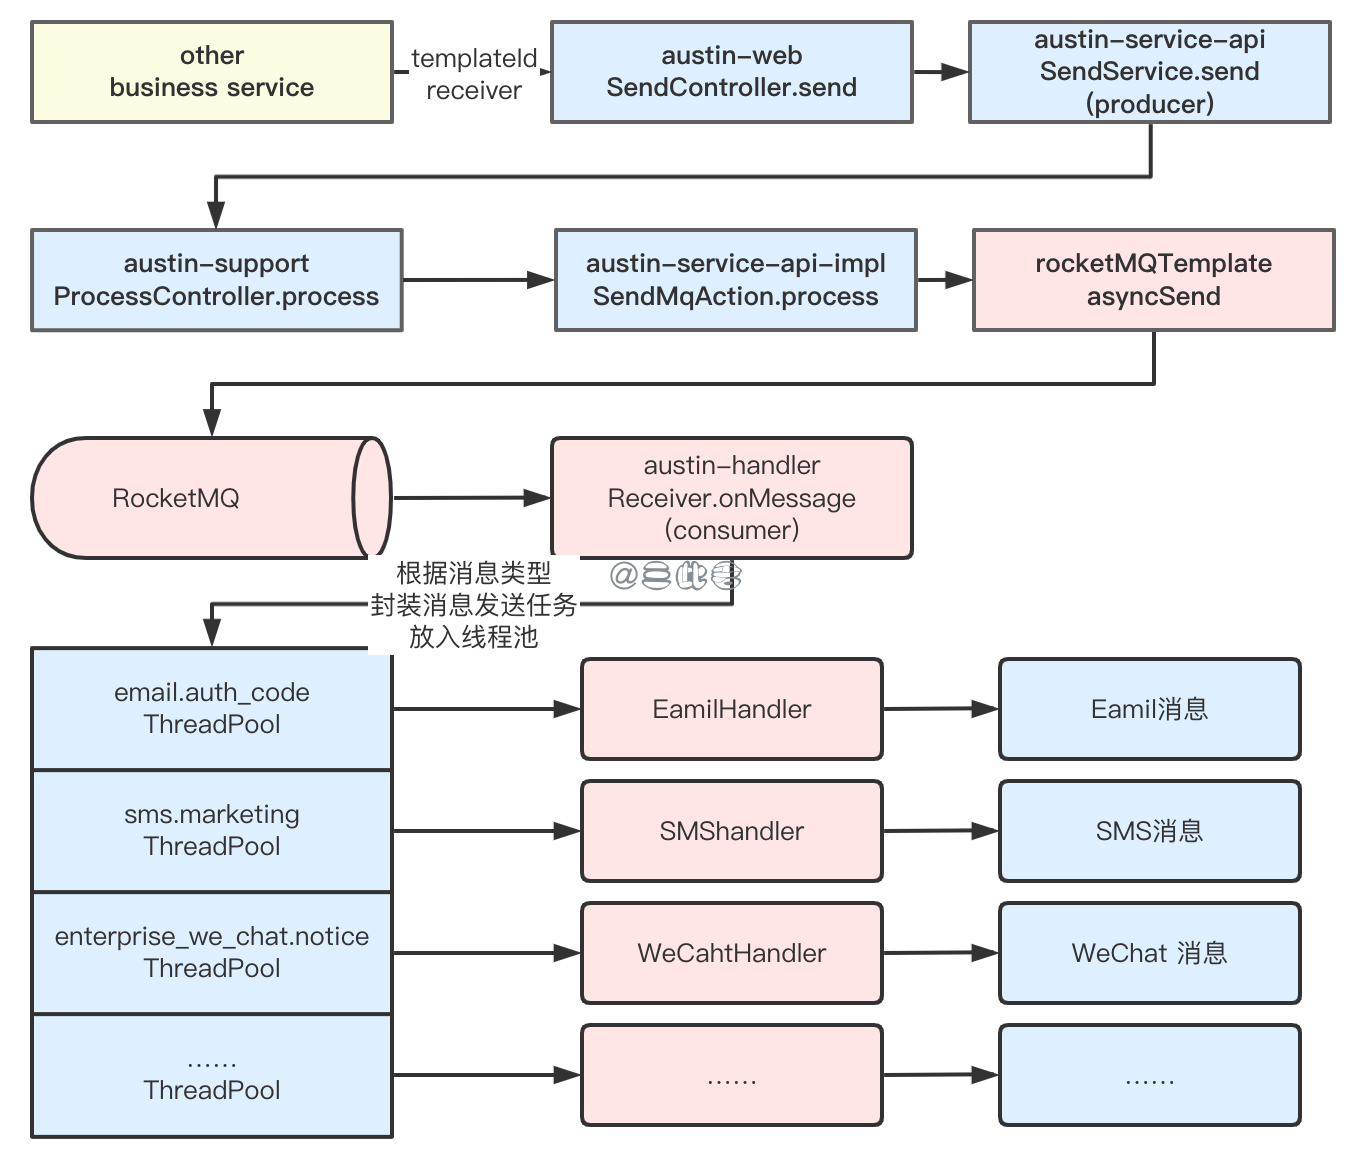 other
business service
templateId
receiver
austin-web
SendController.send
austin-service-api
SendService.send
(producer)
austin-support
ProcessController.process
austin-service-api-impl
SendMqAction.process
rocketMQTemplate
asyncSend
RocketMQ
austin-handler
Receiver.onMessage
(consumer)
根据消息类型
封装消息发送任务
放入线程池
email.auth_code
ThreadPool
EamilHandler
Eamil消息
sms.marketing
ThreadPool
SMShandler
SMS消息
enterprise_we_chat.notice
ThreadPool
WeCahtHandler
WeChat 消息
......
ThreadPool
......
......